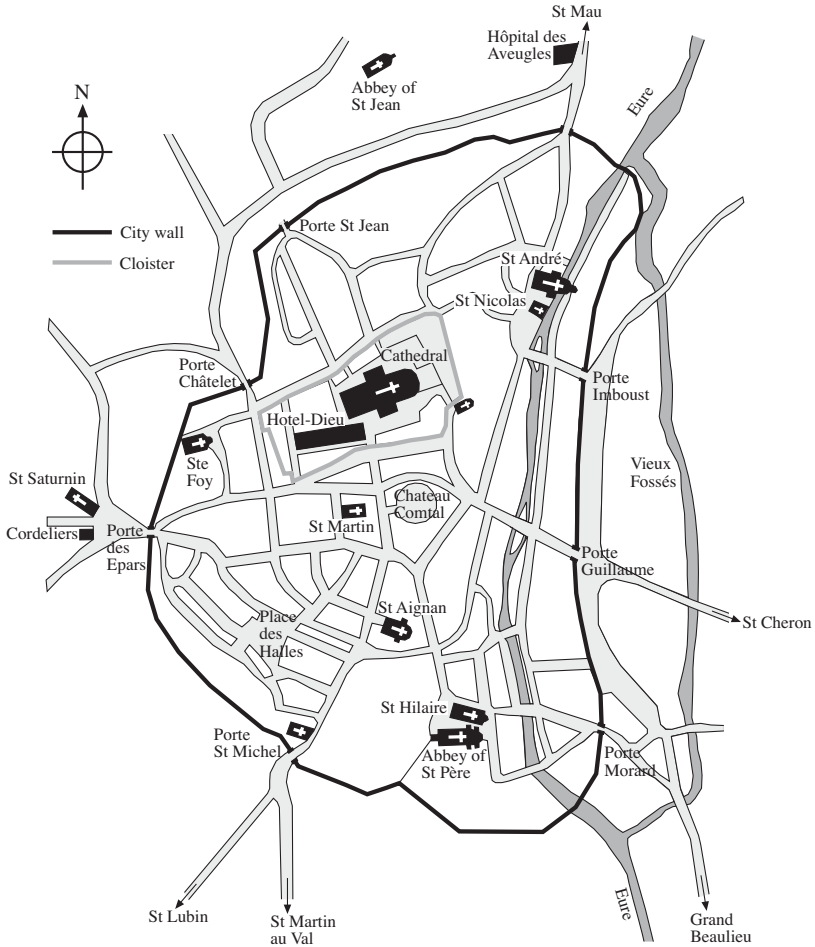 St Mau
Hôpital des
Aveugles
Abbey of
St Jean
Eure
N
City wall
Cloister
Porte St Jean
St André
St Nicolas
Cathedral
Porte
Châtelet
Porte
Imboust
Hotel-Dieu
Ste
Foy
Vieux
Fossés
St Saturnin
Chateau
Comtal
St Martin
Cordeliers
Porte
des
Epars
Porte
Guillaume
St Aignan
Place
des
Halles
St Cheron
St Hilaire
Porte
St Michel
Abbey of
St Père
Porte
Morard
Eure
St Lubin
St Martin
au Val
Grand
Beaulieu